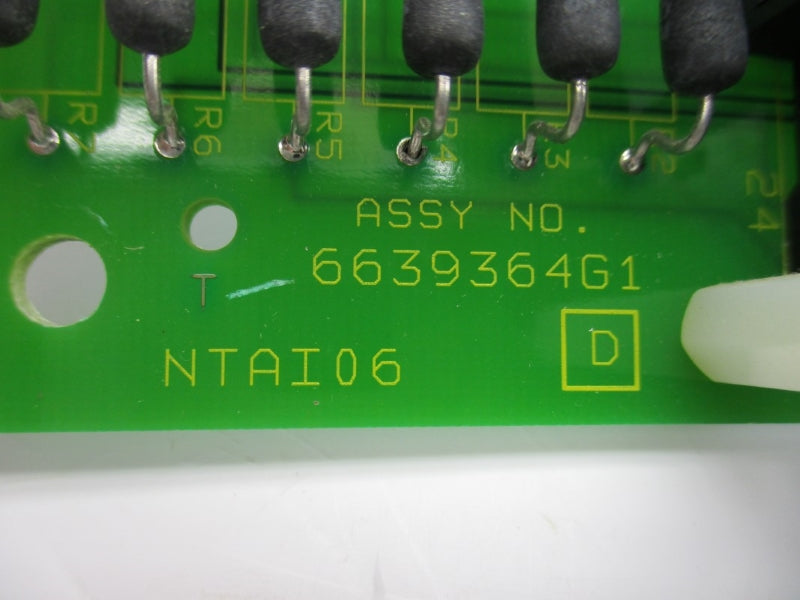 R7 R6 R5 R4 R3 R2
24
ASSY NO.
6639364G1
T
D
NTAI06